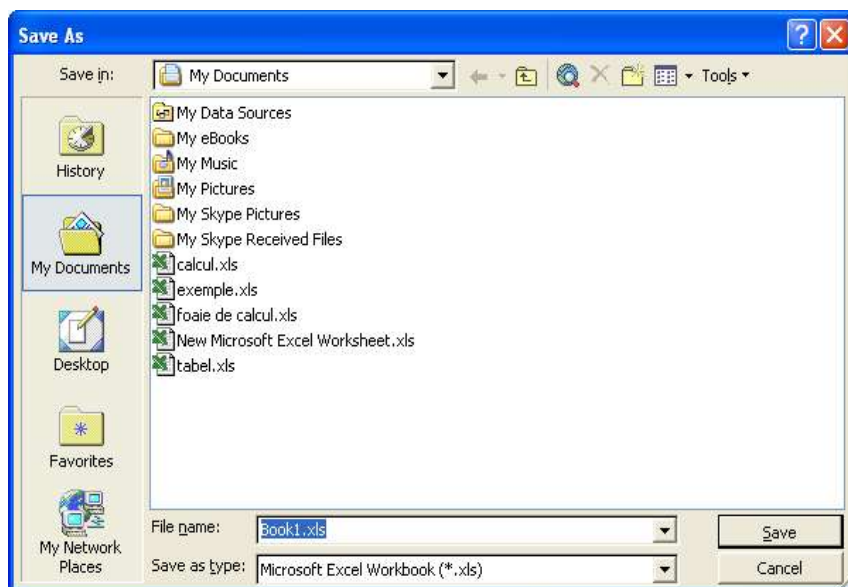 Save As
Save in:
My Documents
Tools
History
My Documents
Desktop
Favorites
My Network
Places
My Data Sources
My eBooks
My Music
My Pictures
My Skype Pictures
My Skype Received Files
calcul.xls
exemple.xls
foaie de calcul.xls
New Microsoft Excel Worksheet.xls
tabel.xls
File name:
Book1.xls
Save
Save as type:
Microsoft Excel Workbook (*.xls)
Cancel